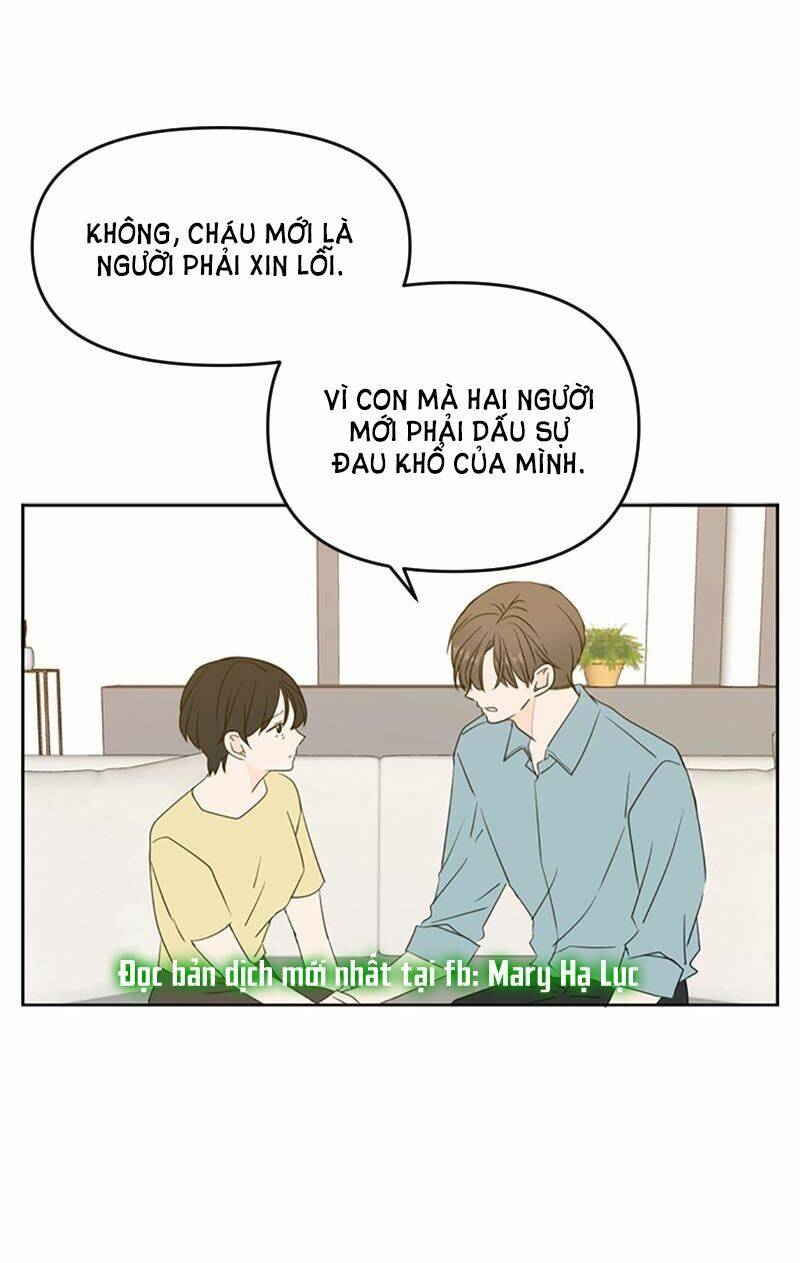 KHÔNG, CHÁU MỚI LÀ
NGƯỜI PHẢI XIN LỖI.
VÌ CON MÀ HAI NGƯỜI
MỚI PHẢI DẤU SỰ
ĐAU KHỔ CỦA MÌNH.
Đọc bản dịch mới nhất tại fb: Mary Hạ Lục